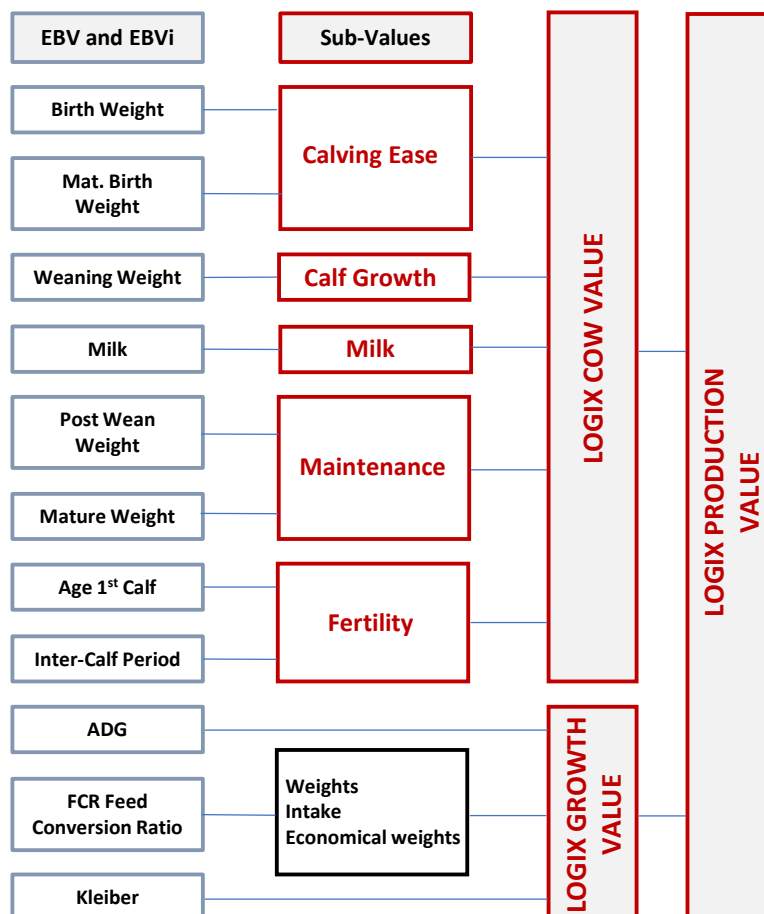 EBV and EBVi
Sub-Values
Birth Weight
Mat. Birth
Weight
Calving Ease
Weaning Weight
Calf Growth
Milk
Milk
Post Wean
Weight
Mature Weight
Maintenance
Age 1st Calf
Inter-Calf Period
Fertility
LOGIX COW VALUE
ADG
FCR Feed
Conversion Ratio
Weights
Intake
Economical weights
Kleiber
LOGIX GROWTH
VALUE
LOGIX PRODUCTION
VALUE